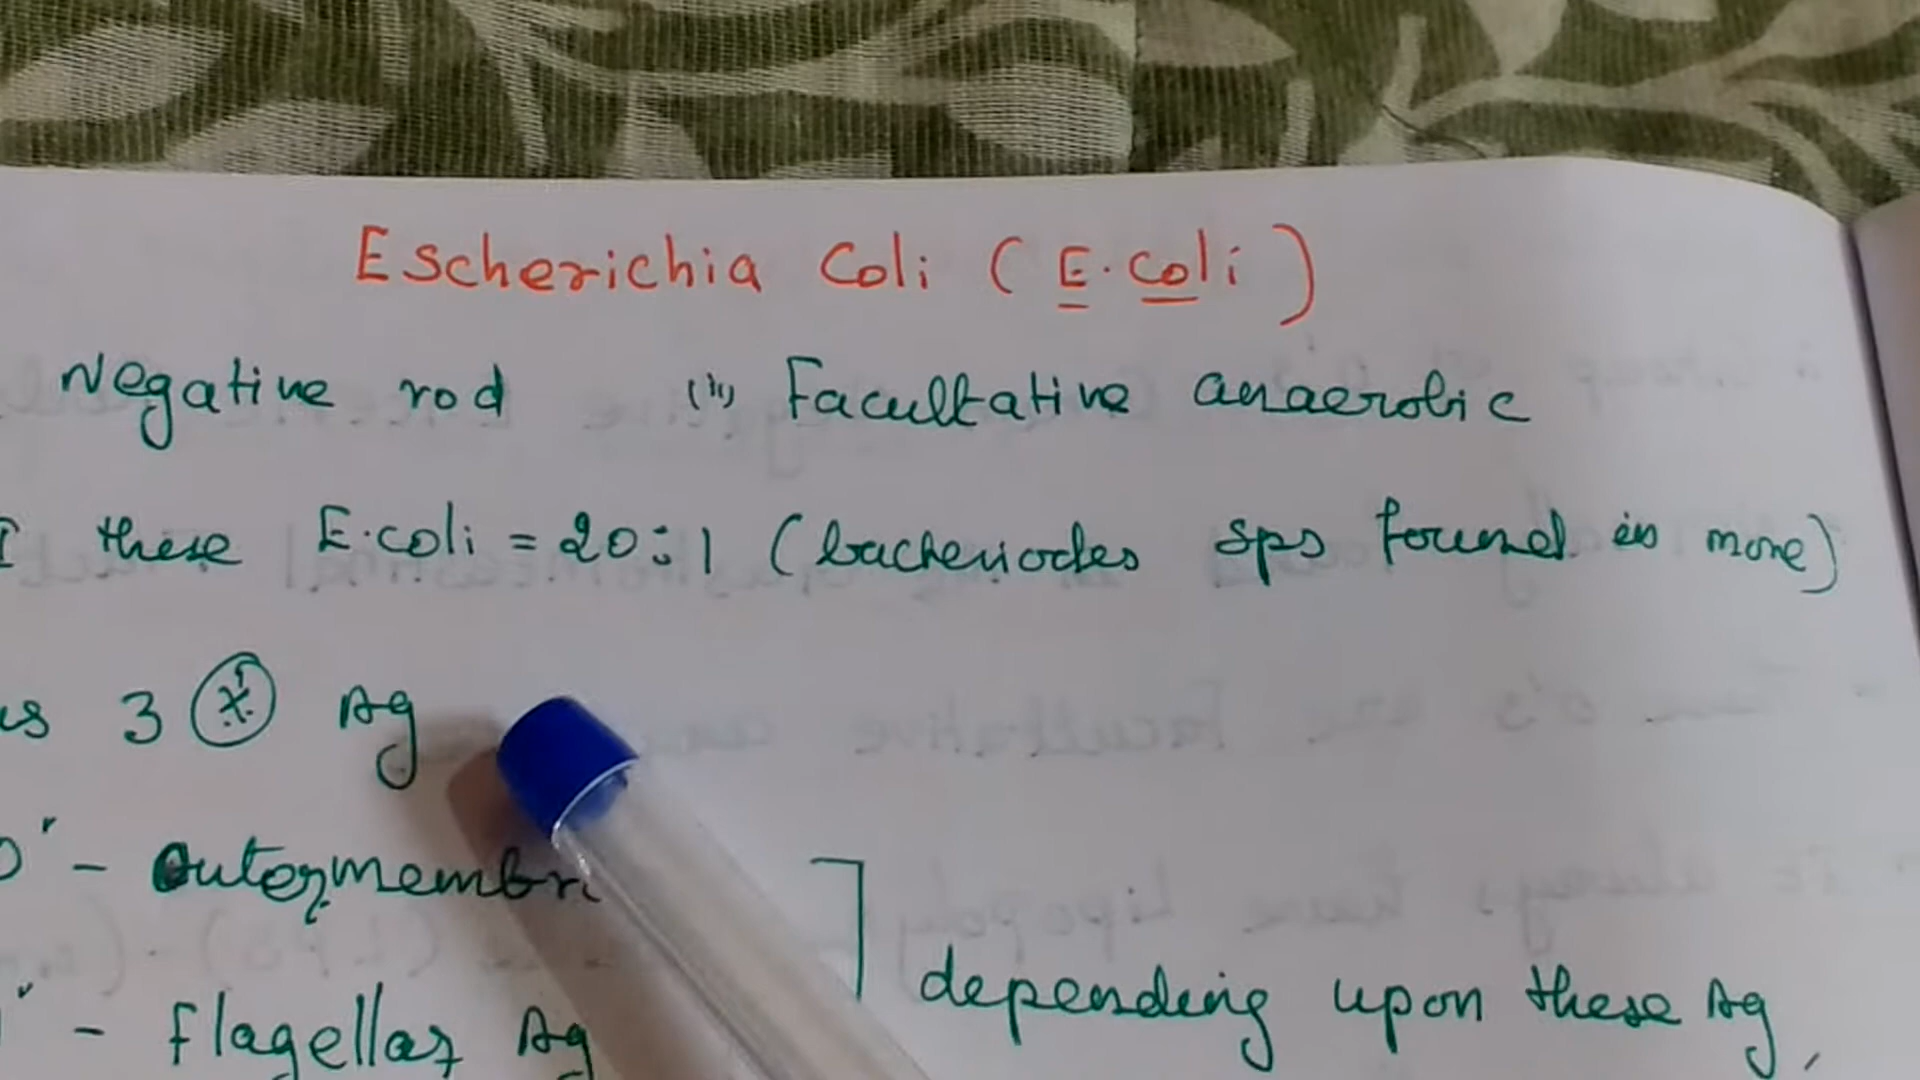 Escherichia Coli (E.coli)
Negative rod (ii) Facultative anaerobic
these E.coli = 20:1 (bacteriodes sps found in more)
3 Ag
- Outermembr
- flagellar Ag
depending upon these Ag,